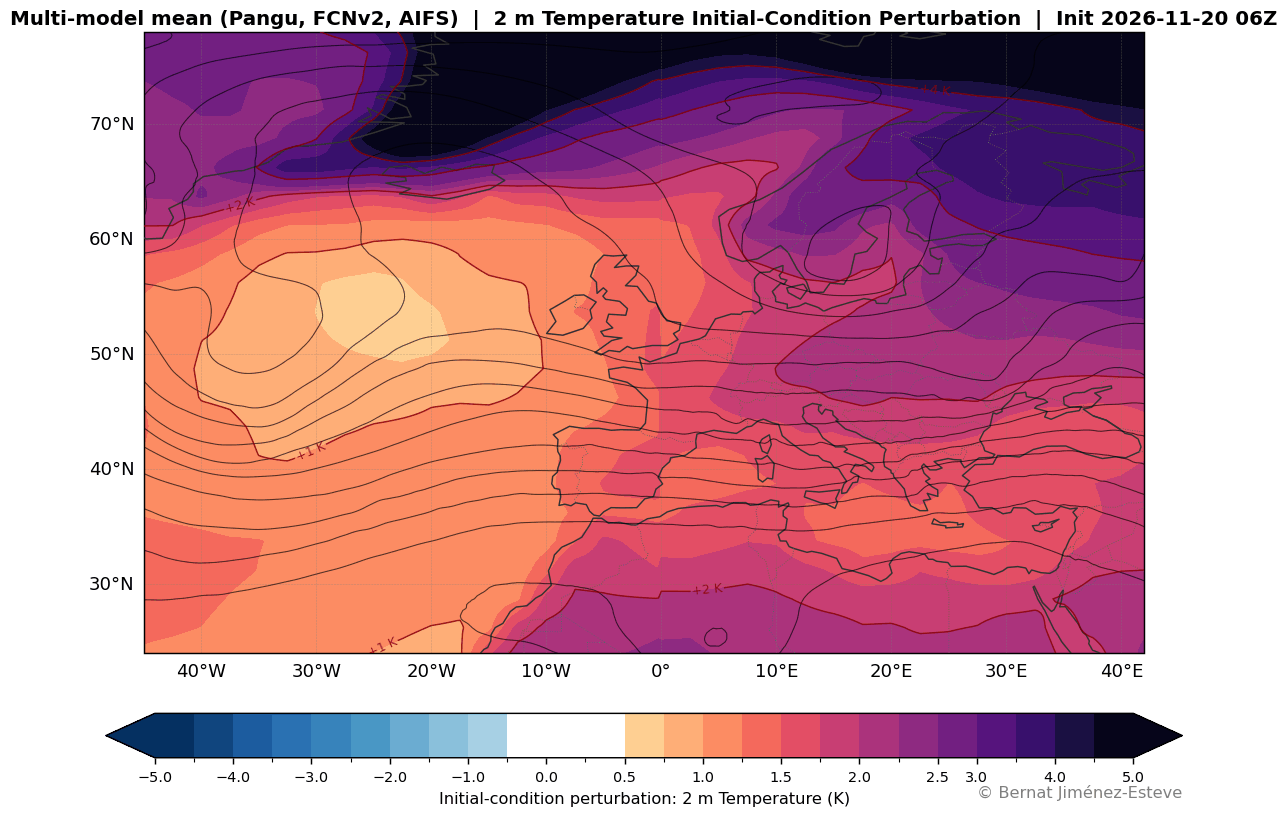 Multi-model mean (Pangu, FCNv2, AIFS) | 2 m Temperature Initial-Condition Perturbation | Init 2026-11-20 06Z
+4 K
70°N
+2 K
60°N
50°N
+1 K
40°N
30°N
+2 K
+1 K
40°W 30°W 20°W 10°W 0° 10°E 20°E 30°E 40°E
−5.0 −4.0 −3.0 −2.0 −1.0 0.0 0.5 1.0 1.5 2.0 2.5 3.0 4.0 5.0
Initial-condition perturbation: 2 m Temperature (K)
© Bernat Jiménez-Esteve